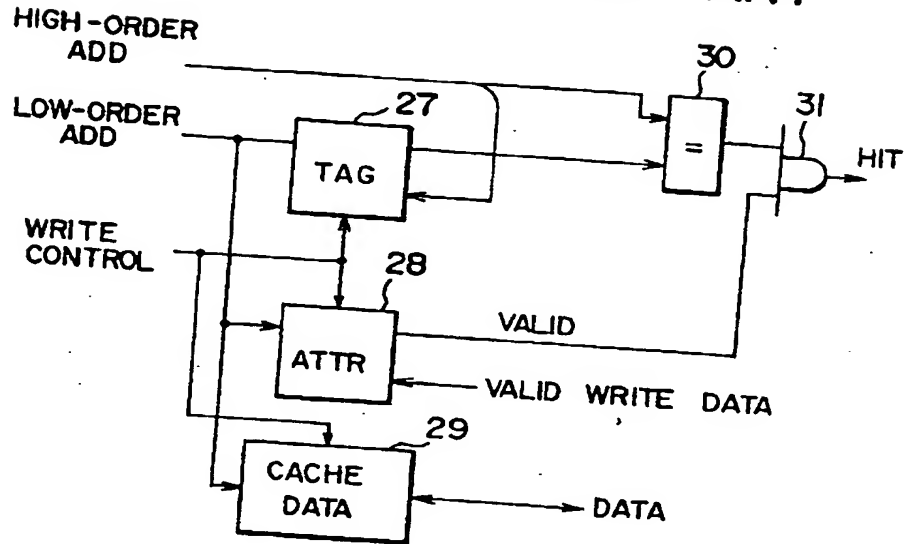 HIGH-ORDER
ADD
30
31
LOW-ORDER
ADD
27
TAG
=
HIT
WRITE
CONTROL
28
VALID
ATTR
VALID WRITE DATA
29
CACHE
DATA
DATA